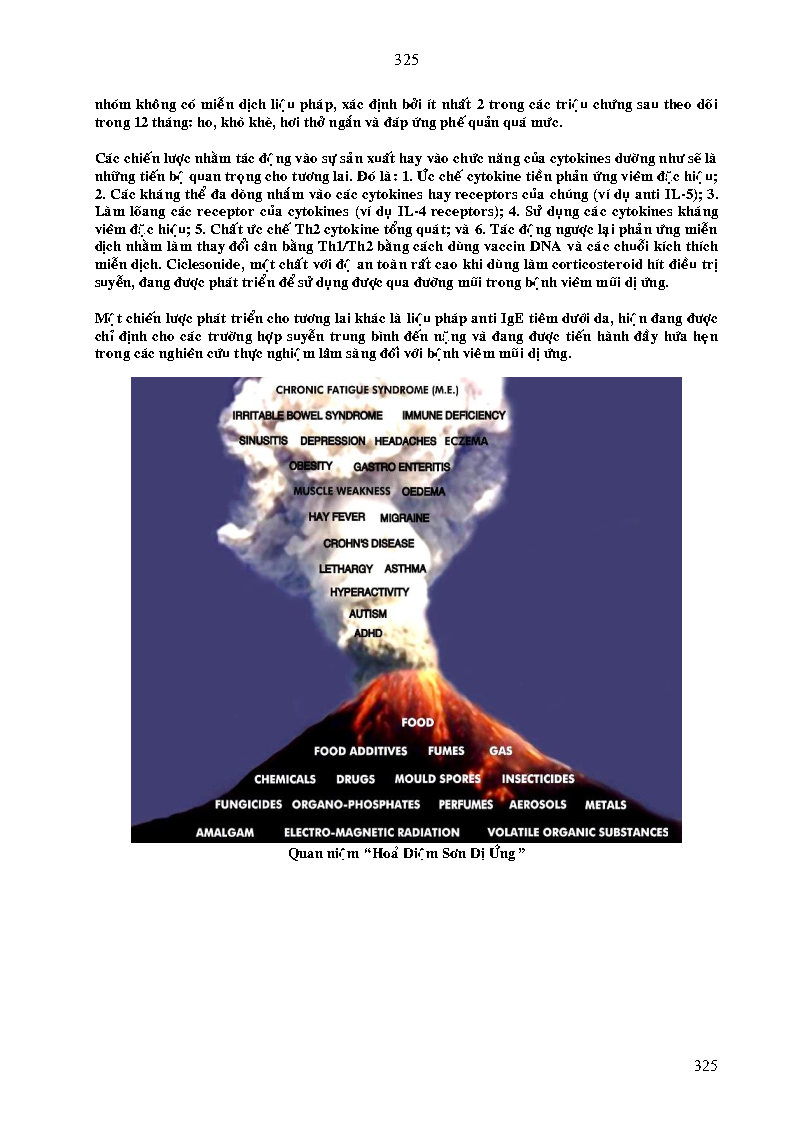 325
nhóm không có miễn dịch liệu pháp, xác định bởi ít nhất 2 trong các triệu chứng sau theo dõi
trong 12 tháng: ho, khò khè, hơi thở ngắn và đáp ứng phế quản quá mức.
Các chiến lược nhằm tác động vào sự sản xuất hay vào chức năng của cytokines dường như sẽ là
những tiến bộ quan trọng cho tương lai. Đó là: 1. Ức chế cytokine tiền phản ứng viêm đặc hiệu;
2. Các kháng thể đa dòng nhắm vào các cytokines hay receptors của chúng (ví dụ anti IL-5); 3.
Làm lõang các receptor của cytokines (ví dụ IL-4 receptors); 4. Sử dụng các cytokines kháng
viêm đặc hiệu; 5. Chất ức chế Th2 cytokine tổng quát; và 6. Tác động ngược lại phản ứng miễn
dịch nhằm làm thay đổi cân bằng Th1/Th2 bằng cách dùng vaccin DNA và các chuỗi kích thích
miễn dịch. Ciclesonide, một chất với độ an toàn rất cao khi dùng làm corticosteroid hít điều trị
suyễn, đang được phát triển để sử dụng được qua đường mũi trong bệnh viêm mũi dị ứng.
Một chiến lược phát triển cho tương lai khác là liệu pháp anti IgE tiêm dưới da, hiện đang được
chỉ định cho các trường hợp suyễn trung bình đến nặng và đang được tiến hành đầy hứa hẹn
trong các nghiên cứu thực nghiệm lâm sàng đối với bệnh viêm mũi dị ứng.
CHRONIC FATIGUE SYNDROME (M.E.)
IRRITABLE BOWEL SYNDROME IMMUNE DEFICIENCY
SINUSITIS DEPRESSION HEADACHES ECZEMA
OBESITY GASTRO ENTERITIS
MUSCLE WEAKNESS OEDEMA
HAY FEVER MIGRAINE
CROHN'S DISEASE
LETHARGY ASTHMA
HYPERACTIVITY
AUTISM
ADHD
FOOD
FOOD ADDITIVES FUMES GAS
CHEMICALS DRUGS MOULD SPORES INSECTICIDES
FUNGICIDES ORGANO-PHOSPHATES PERFUMES AEROSOLS METALS
AMALGAM ELECTRO-MAGNETIC RADIATION VOLATILE ORGANIC SUBSTANCES
Quan niệm “Hoả Diệm Sơn Dị Ứng”
325